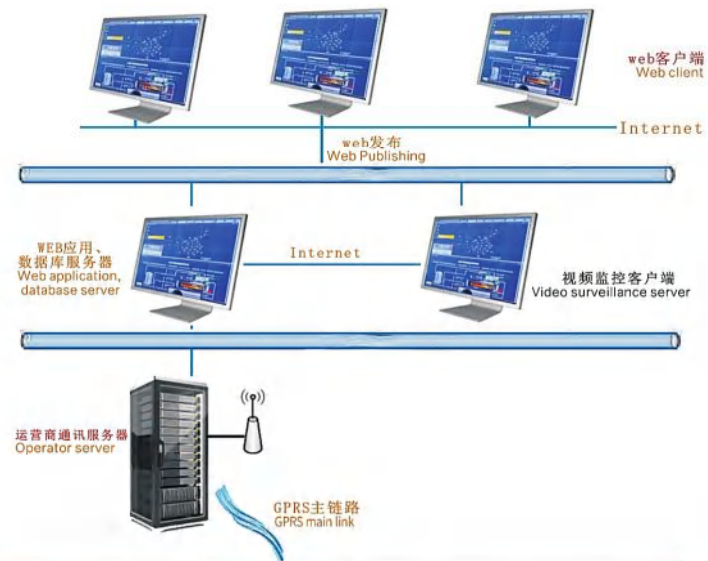 web客户端
Web client
Internet
web发布
Web Publishing
WEB应用、
数据库服务器
Web application,
database server
Internet
视频监控客户端
Video surveillance server
运营商通讯服务器
Operator server
GPRS主链路
GPRS main link